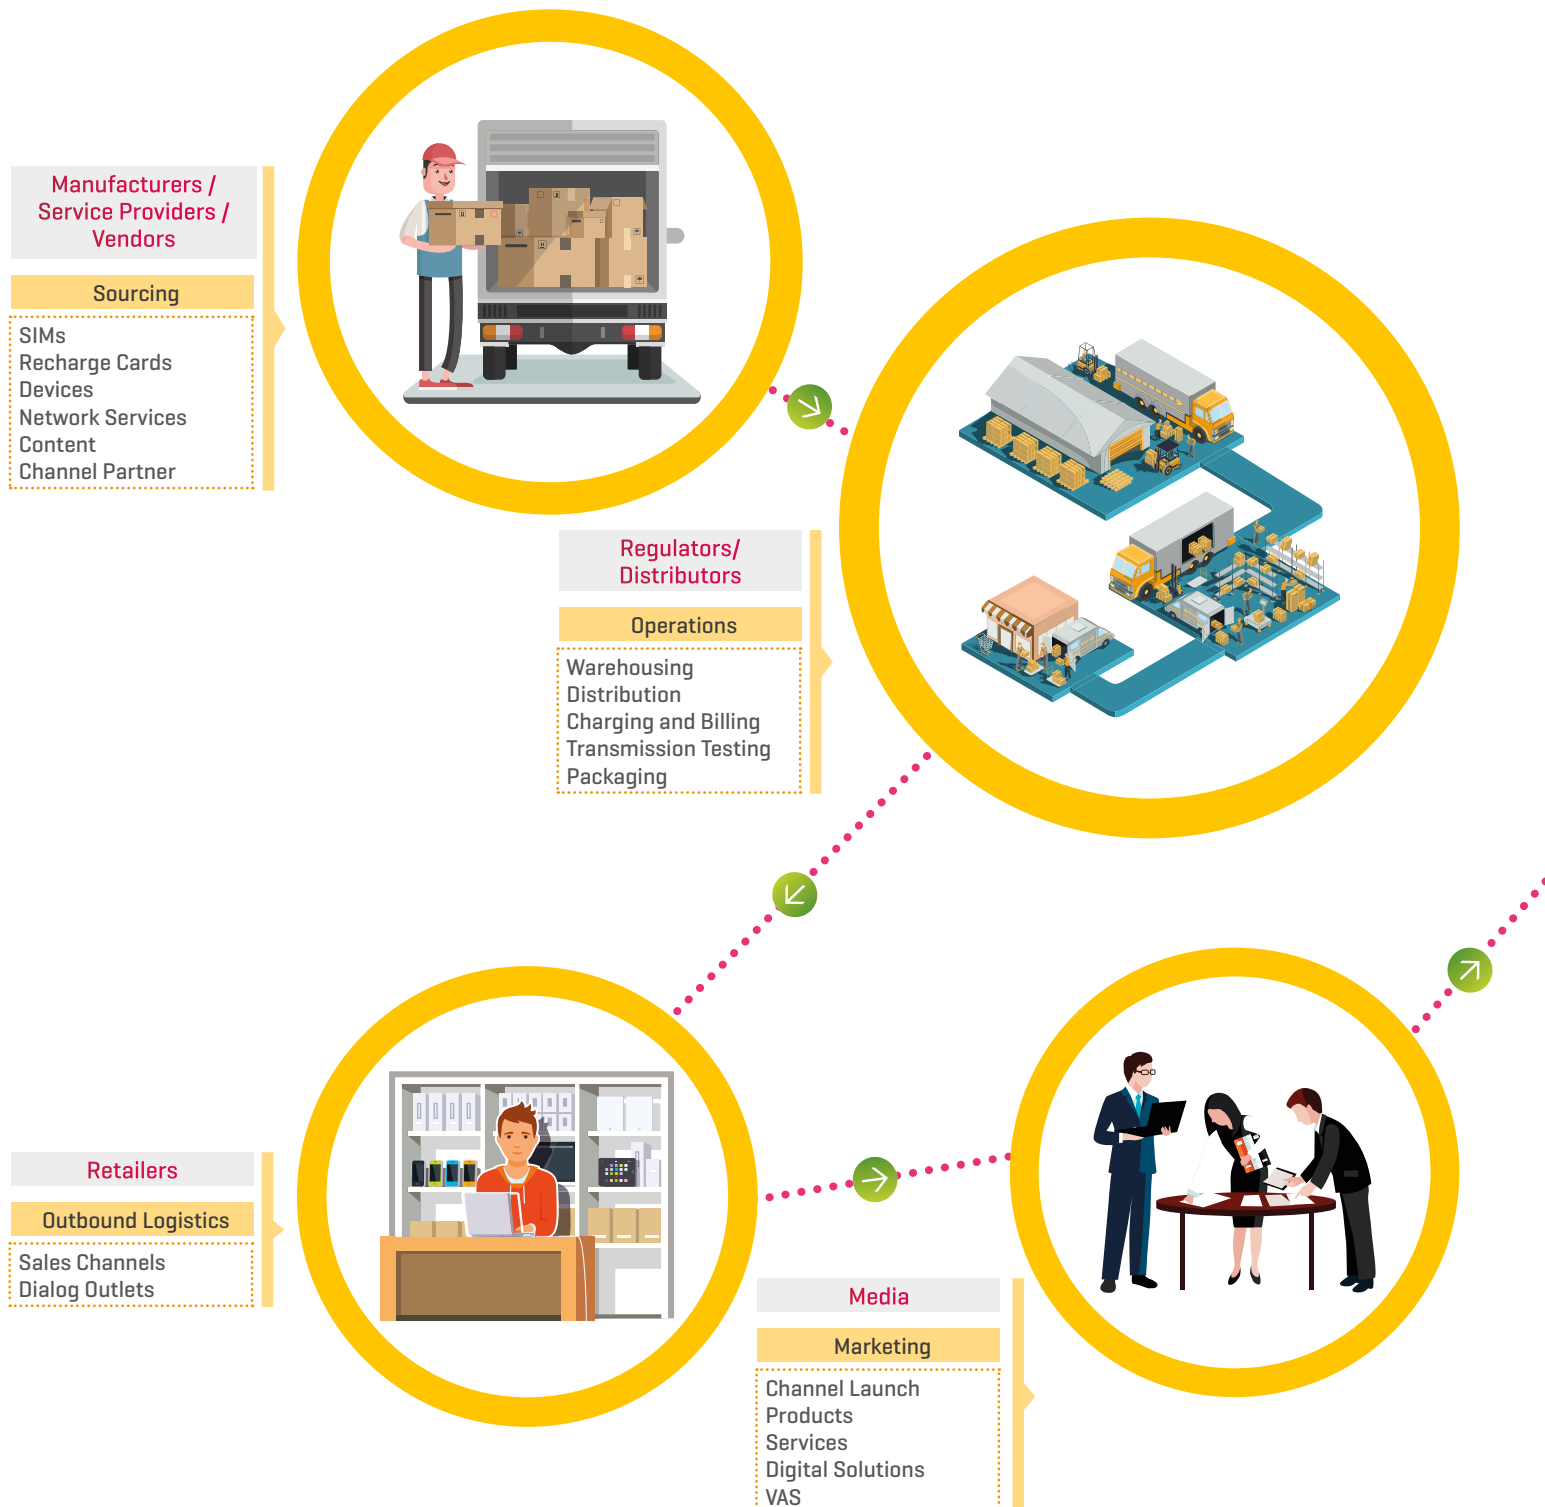 Manufacturers /
Service Providers /
Vendors
Sourcing
SIMs
Recharge Cards
Devices
Network Services
Content
Channel Partner
Regulators/
Distributors
Operations
Warehousing
Distribution
Charging and Billing
Transmission Testing
Packaging
Retailers
Outbound Logistics
Sales Channels
Dialog Outlets
Media
Marketing
Channel Launch
Products
Services
Digital Solutions
VAS